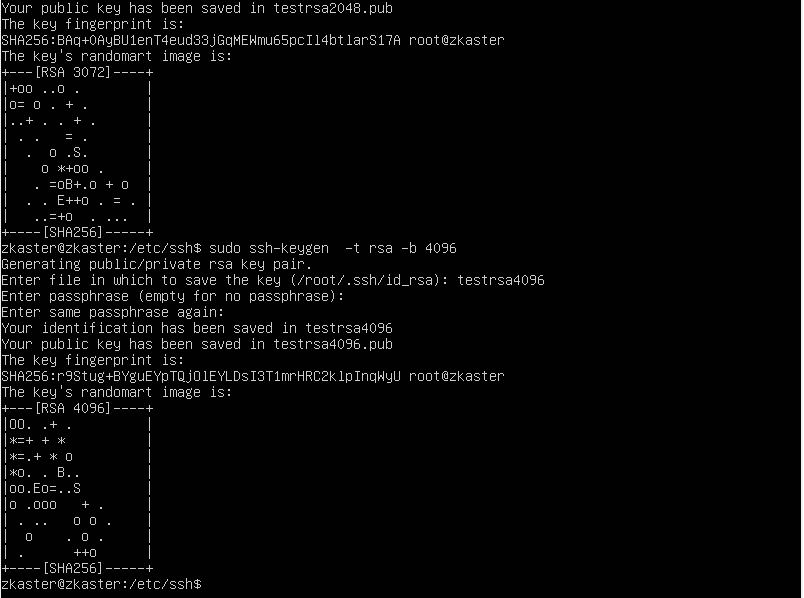 Your public key has been saved in testrsa2048.pub
The key fingerprint is:
SHA256:BAq+OAyBU1enT4eud33jGqMEWmu65pcIl4btlarS17A root@zkaster
The key's randomart image is:
+---[RSA 3072]----+
|+oo ..o .        |
|o= o . + .       |
|..+ . . + .      |
| . .   = .       |
|  .  o .S.       |
|    o *+oo .     |
|   . =oB+.o + o  |
|  . . E++o . = . |
|   ..=+o  . ...  |
+----[SHA256]-----+
zkaster@zkaster:/etc/ssh$ sudo ssh-keygen  -t rsa -b 4096
Generating public/private rsa key pair.
Enter file in which to save the key (/root/.ssh/id_rsa): testrsa4096
Enter passphrase (empty for no passphrase):
Enter same passphrase again:
Your identification has been saved in testrsa4096
Your public key has been saved in testrsa4096.pub
The key fingerprint is:
SHA256:r9Stug+BYguEYpTQjOlEYLDsI3T1mrHRC2klpInqWyU root@zkaster
The key's randomart image is:
+---[RSA 4096]----+
|OO. .+ .         |
|*=+ + *          |
|*=.+ * o         |
|*o. . B..        |
|oo.Eo=..S        |
|o .ooo   + .     |
| . ..   o o .    |
|  o    . o .     |
| .      ++o      |
+----[SHA256]-----+
zkaster@zkaster:/etc/ssh$